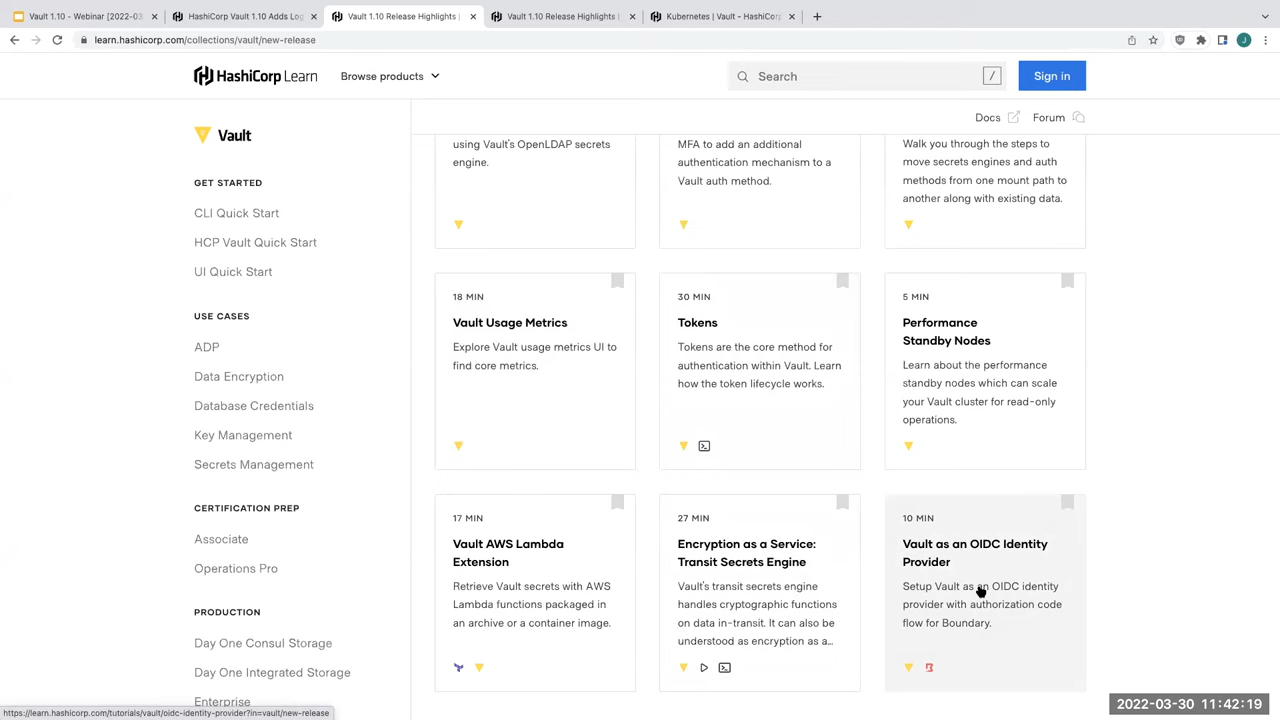 Vault 1.10 - Webinar [2022-03
HashiCorp Vault 1.10 Adds Log
Vault 1.10 Release Highlights |
Vault 1.10 Release Highlights |
Kubernetes | Vault - HashiCorp
learn.hashicorp.com/collections/vault/new-release
HashiCorp Learn
Browse products
Search
/
Sign in
Docs
Forum
Vault
GET STARTED
CLI Quick Start
HCP Vault Quick Start
UI Quick Start
USE CASES
ADP
Data Encryption
Database Credentials
Key Management
Secrets Management
CERTIFICATION PREP
Associate
Operations Pro
PRODUCTION
Day One Consul Storage
Day One Integrated Storage
Enterprise
using Vault's OpenLDAP secrets
engine.
MFA to add an additional
authentication mechanism to a
Vault auth method.
Walk you through the steps to
move secrets engines and auth
methods from one mount path to
another along with existing data.
18 MIN
Vault Usage Metrics
Explore Vault usage metrics UI to
find core metrics.
30 MIN
Tokens
Tokens are the core method for
authentication within Vault. Learn
how the token lifecycle works.
5 MIN
Performance
Standby Nodes
Learn about the performance
standby nodes which can scale
your Vault cluster for read-only
operations.
17 MIN
Vault AWS Lambda
Extension
Retrieve Vault secrets with AWS
Lambda functions packaged in
an archive or a container image.
27 MIN
Encryption as a Service:
Transit Secrets Engine
Vault's transit secrets engine
handles cryptographic functions
on data in-transit. It can also be
understood as encryption as a...
10 MIN
Vault as an OIDC Identity
Provider
Setup Vault as an OIDC identity
provider with authorization code
flow for Boundary.
https://learn.hashicorp.com/tutorials/vault/oidc-identity-provider?in=vault/new-release
2022-03-30 11:42:19